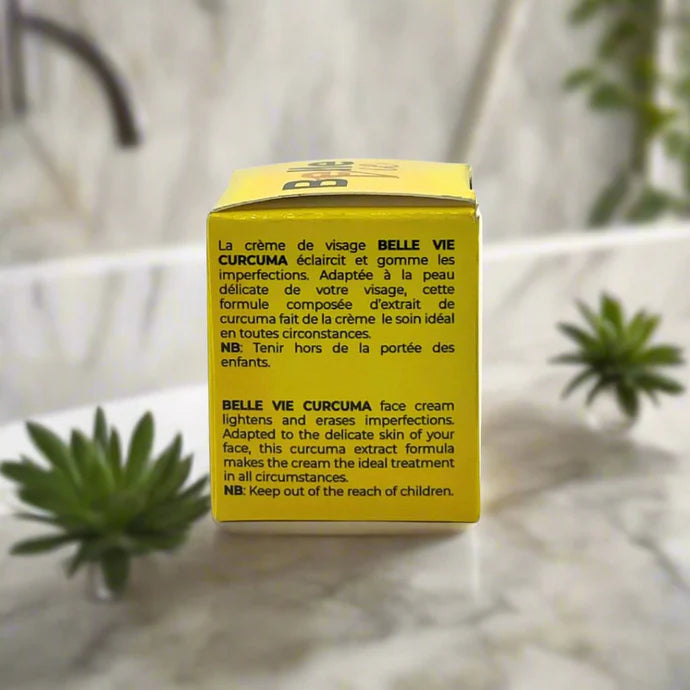 Belle
Vie
La crème de visage BELLE VIE
CURCUMA éclaircit et gomme les
imperfections. Adaptée à la peau
délicate de votre visage, cette
formule composée d'extrait de
curcuma fait de la crème le soin idéal
en toutes circonstances.
NB: Tenir hors de la portée des
enfants.
BELLE VIE CURCUMA face cream
lightens and erases imperfections.
Adapted to the delicate skin of your
face, this curcuma extract formula
makes the cream the ideal treatment
in all circumstances.
NB: Keep out of the reach of children.